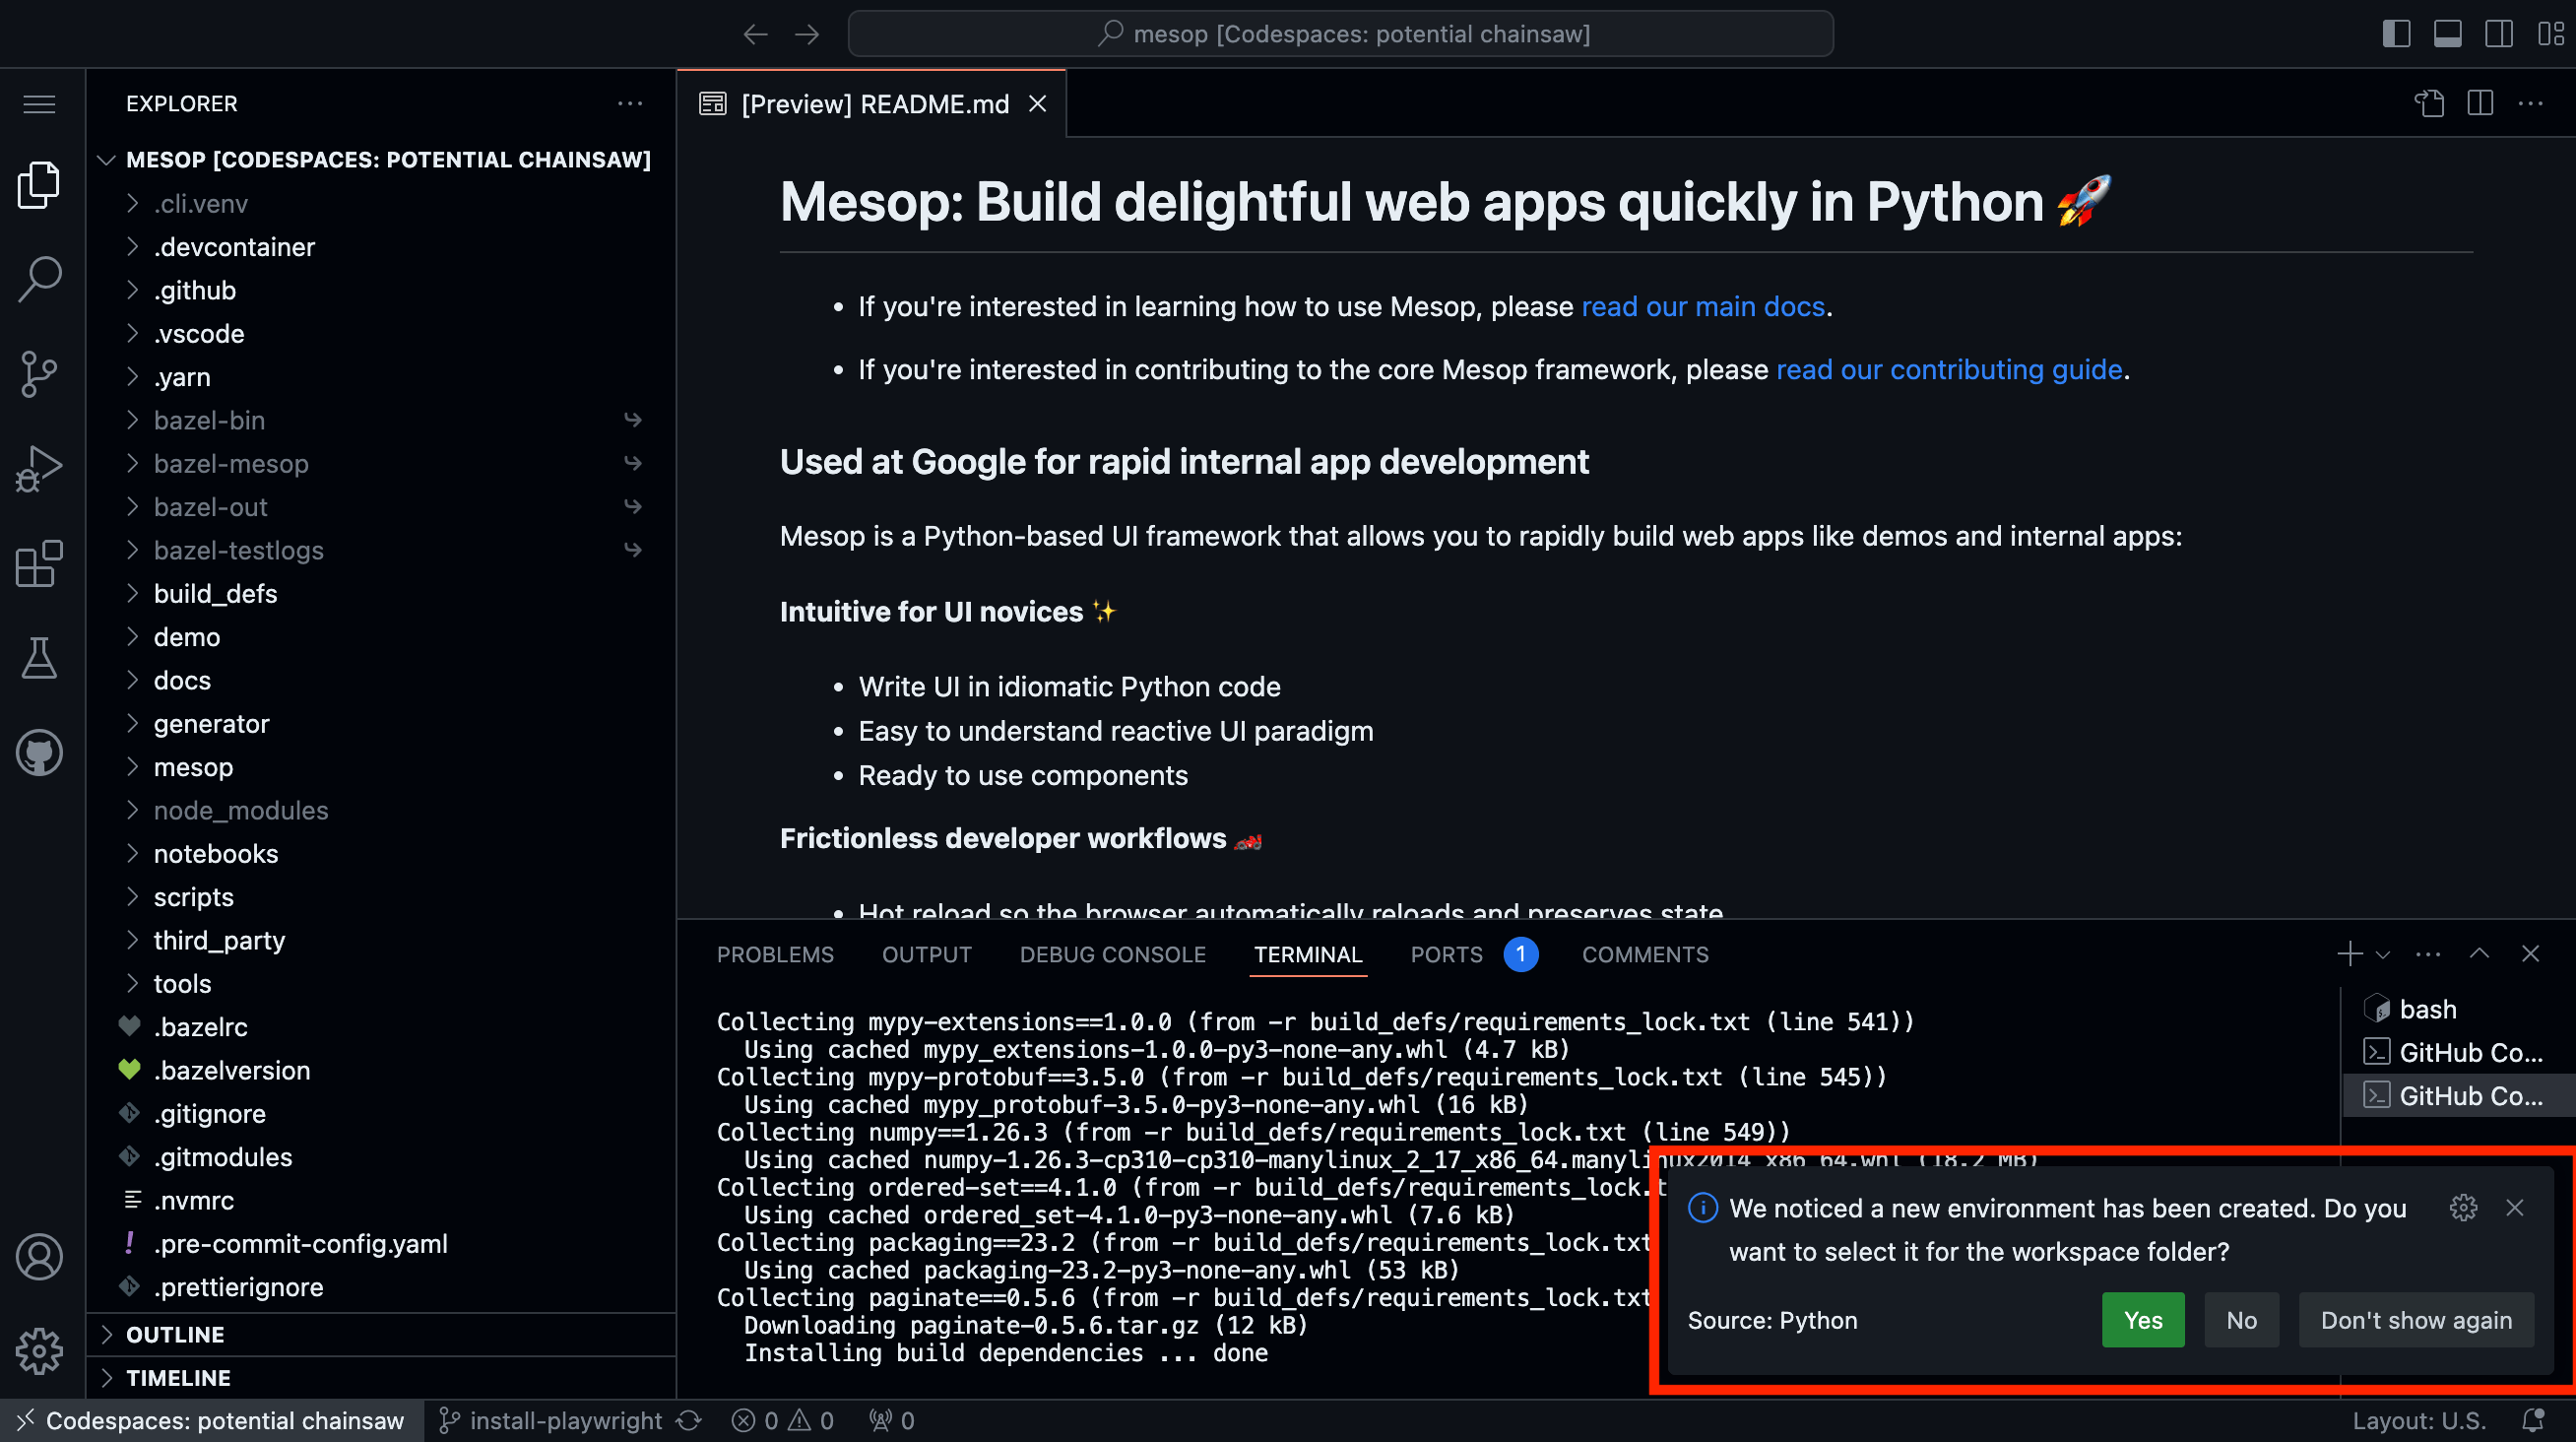 mesop [Codespaces: potential chainsaw]
EXPLORER
MESOP [CODESPACES: POTENTIAL CHAINSAW]
.cli.venv
.devcontainer
.github
.vscode
.yarn
bazel-bin
bazel-mesop
bazel-out
bazel-testlogs
build_defs
demo
docs
generator
mesop
node_modules
notebooks
scripts
third_party
tools
.bazelrc
.bazelversion
.gitignore
.gitmodules
.nvmrc
.pre-commit-config.yaml
.prettierignore
OUTLINE
TIMELINE
[Preview] README.md
Mesop: Build delightful web apps quickly in Python 🚀
• If you're interested in learning how to use Mesop, please read our main docs.
• If you're interested in contributing to the core Mesop framework, please read our contributing guide.
Used at Google for rapid internal app development
Mesop is a Python-based UI framework that allows you to rapidly build web apps like demos and internal apps:
Intuitive for UI novices ✨
• Write UI in idiomatic Python code
• Easy to understand reactive UI paradigm
• Ready to use components
Frictionless developer workflows 🏎️
• Hot reload so the browser automatically reloads and preserves state
PROBLEMS OUTPUT DEBUG CONSOLE TERMINAL PORTS 1 COMMENTS
Collecting mypy-extensions==1.0.0 (from -r build_defs/requirements_lock.txt (line 541))
Using cached mypy_extensions-1.0.0-py3-none-any.whl (4.7 kB)
Collecting mypy-protobuf==3.5.0 (from -r build_defs/requirements_lock.txt (line 545))
Using cached mypy_protobuf-3.5.0-py3-none-any.whl (16 kB)
Collecting numpy==1.26.3 (from -r build_defs/requirements_lock.txt (line 549))
Using cached numpy-1.26.3-cp310-cp310-manylinux_2_17_x86_64.manylinux2014_x86_64.whl (18.2 MB)
Collecting ordered-set==4.1.0 (from -r build_defs/requirements_lock.t
Using cached ordered_set-4.1.0-py3-none-any.whl (7.6 kB)
Collecting packaging==23.2 (from -r build_defs/requirements_lock.txt
Using cached packaging-23.2-py3-none-any.whl (53 kB)
Collecting paginate==0.5.6 (from -r build_defs/requirements_lock.txt
Downloading paginate-0.5.6.tar.gz (12 kB)
Installing build dependencies ... done
bash
GitHub Co...
GitHub Co...
We noticed a new environment has been created. Do you
want to select it for the workspace folder?
Source: Python
Yes
No
Don't show again
Codespaces: potential chainsaw
install-playwright
0
0
0
Layout: U.S.